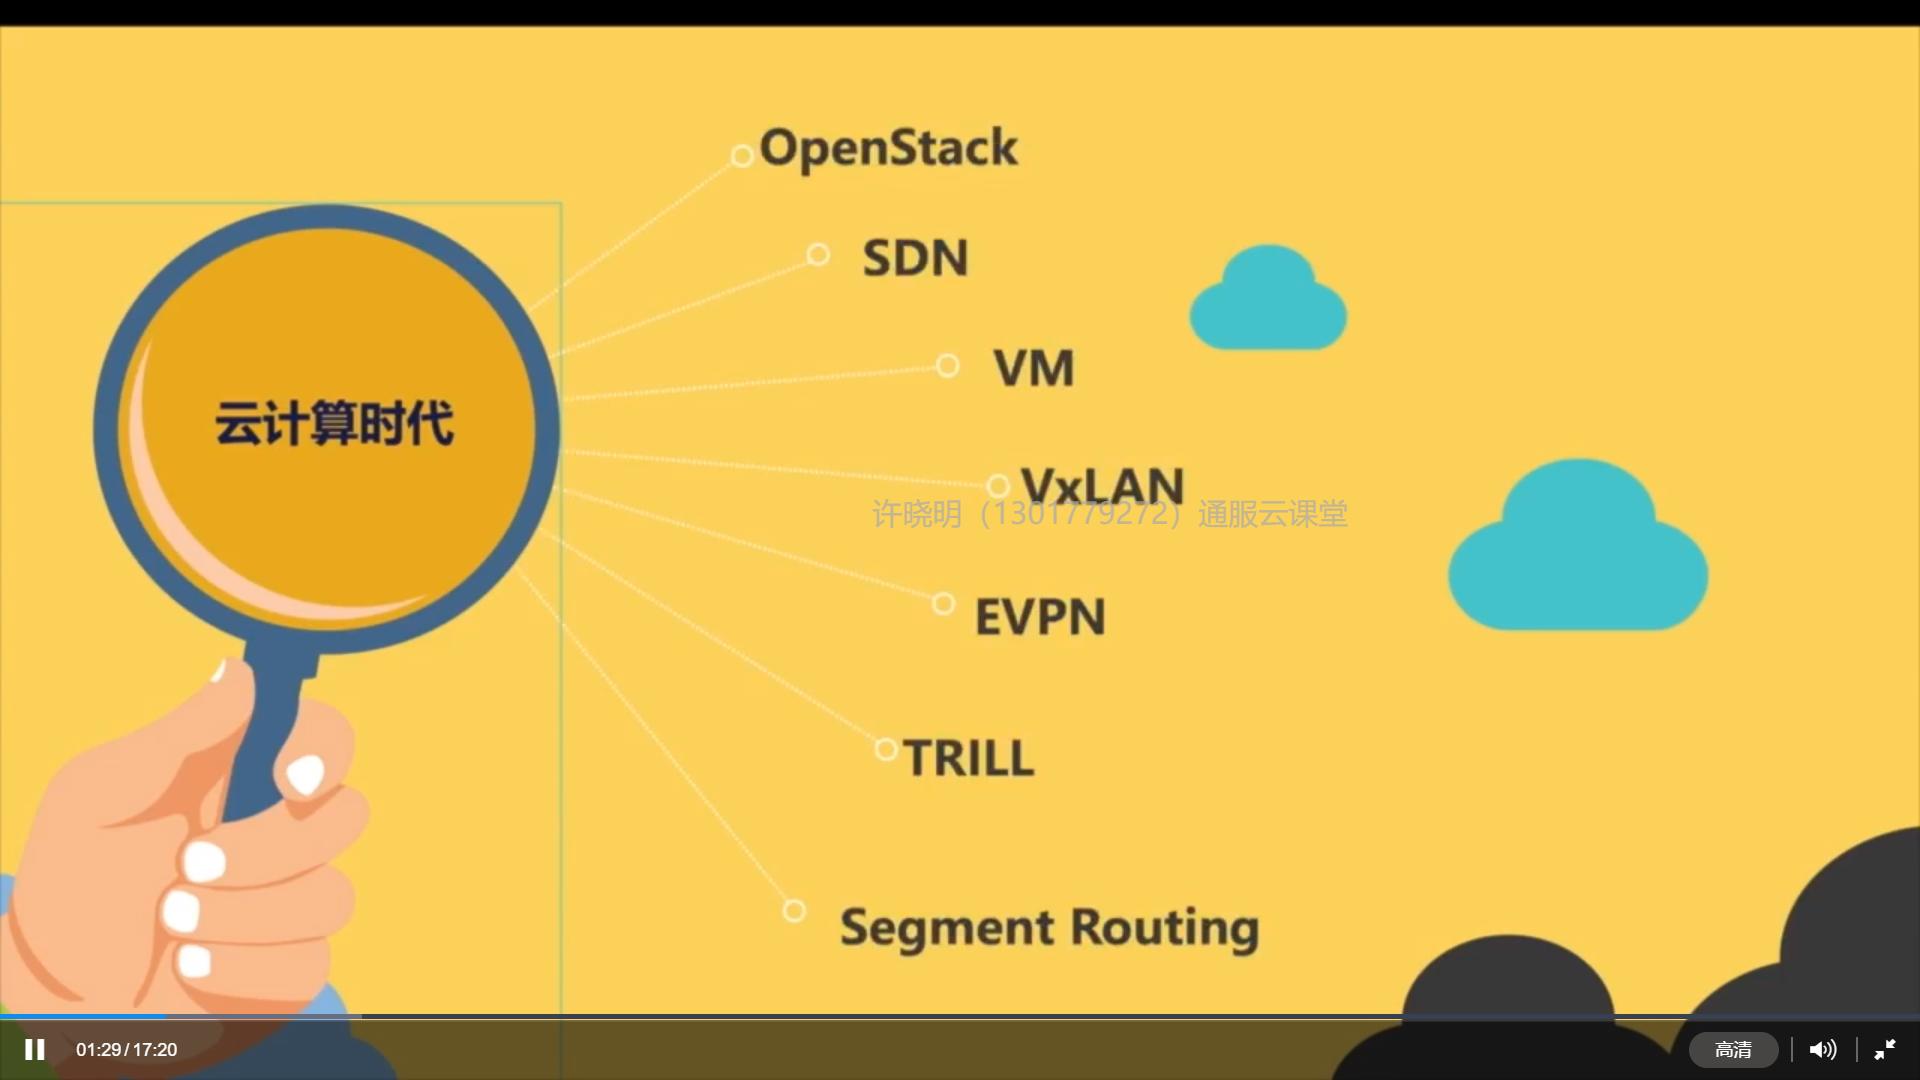 OpenStack
SDN
VM
云计算时代
VxLAN
许晓明（1301779272）通服云课堂
EVPN
TRILL
Segment Routing
01:29/17:20
高清